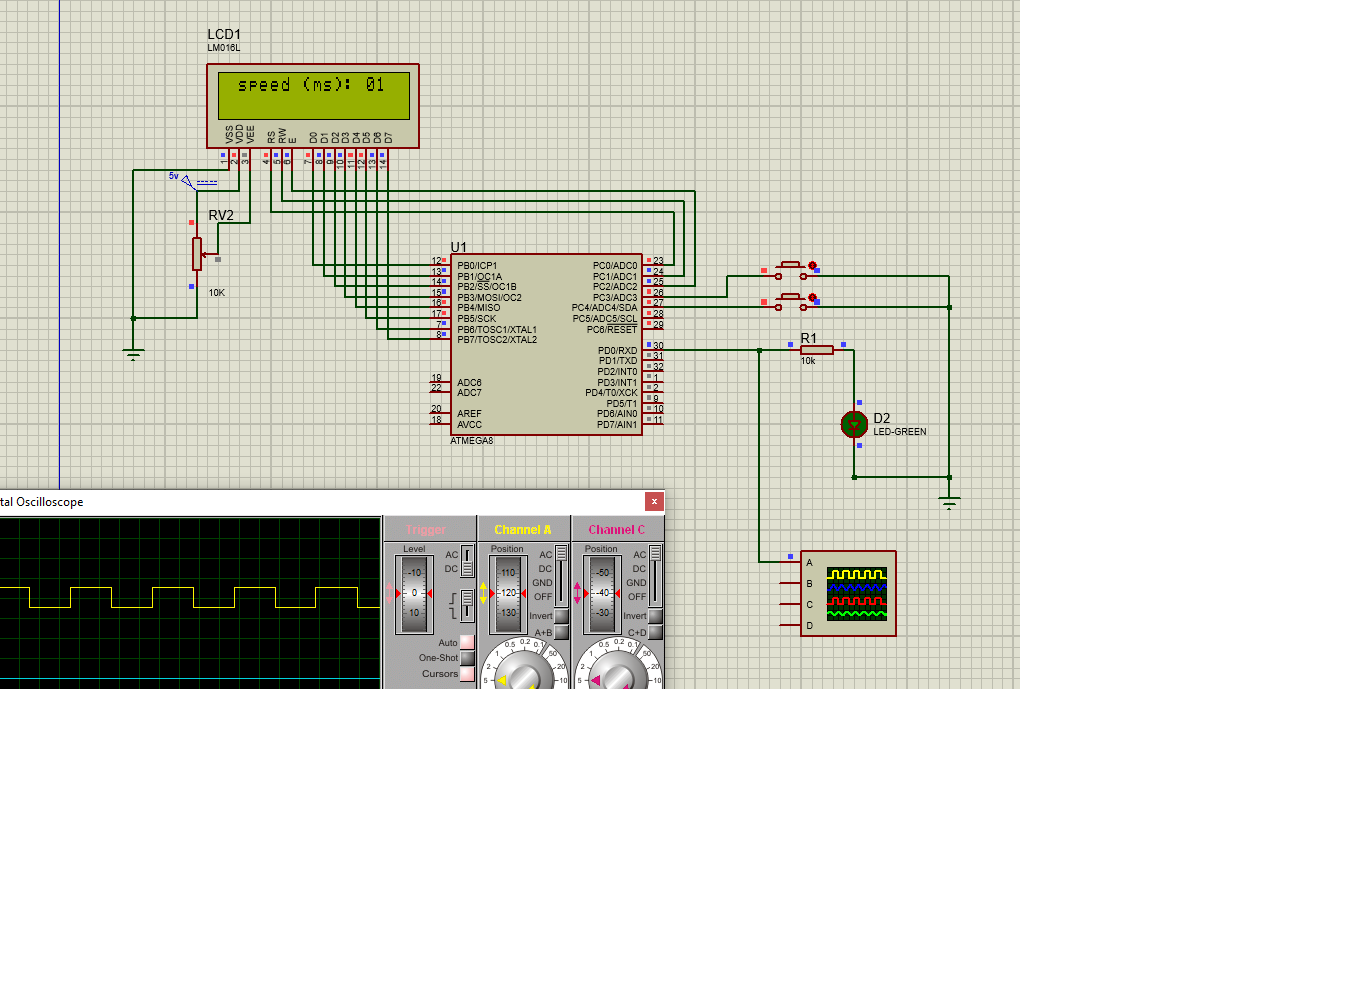 LCD1
LM016L
speed (ms): 01
VSS
VDD
VEE
RS
RW
E
D0
D1
D2
D3
D4
D5
D6
D7
1
2
3
4
5
6
7
8
9
10
11
12
13
14
5v
RV2
10K
U1
12 PB0/ICP1
13 PB1/OC1A
14 PB2/SS/OC1B
15 PB3/MOSI/OC2
16 PB4/MISO
17 PB5/SCK
7 PB6/TOSC1/XTAL1
8 PB7/TOSC2/XTAL2
19 ADC6
22 ADC7
20 AREF
18 AVCC
PC0/ADC0 23
PC1/ADC1 24
PC2/ADC2 25
PC3/ADC3 26
PC4/ADC4/SDA 27
PC5/ADC5/SCL 28
PC6/RESET 29
PD0/RXD 30
PD1/TXD 31
PD2/INT0 32
PD3/INT1 1
PD4/T0/XCK 2
PD5/T1 9
PD6/AIN0 10
PD7/AIN1 11
ATMEGA8
R1
10k
D2
LED-GREEN
A
B
C
D
tal Oscilloscope
x
Trigger
Level
AC
DC
-10
0
10
Auto
One-Shot
Cursors
Channel A
Position
AC
DC
GND
OFF
110
-120
-130
Invert
A+B
5
2
1
0.5
0.2
0.1
50
20
10
Channel C
Position
AC
DC
GND
OFF
-50
-40
-30
Invert
C+D
5
2
1
0.5
0.2
0.1
50
20
10